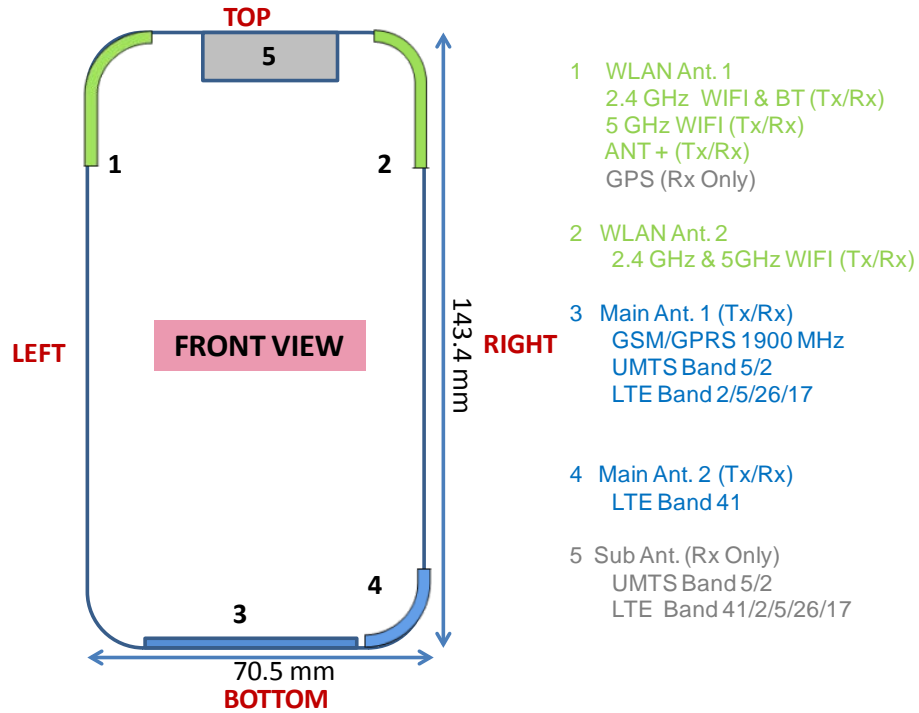 TOP
5
1
2
LEFT
FRONT VIEW
RIGHT
143.4 mm
4
3
70.5 mm
BOTTOM
1 WLAN Ant. 1
2.4 GHz WIFI & BT (Tx/Rx)
5 GHz WIFI (Tx/Rx)
ANT + (Tx/Rx)
GPS (Rx Only)
2 WLAN Ant. 2
2.4 GHz & 5GHz WIFI (Tx/Rx)
3 Main Ant. 1 (Tx/Rx)
GSM/GPRS 1900 MHz
UMTS Band 5/2
LTE Band 2/5/26/17
4 Main Ant. 2 (Tx/Rx)
LTE Band 41
5 Sub Ant. (Rx Only)
UMTS Band 5/2
LTE Band 41/2/5/26/17